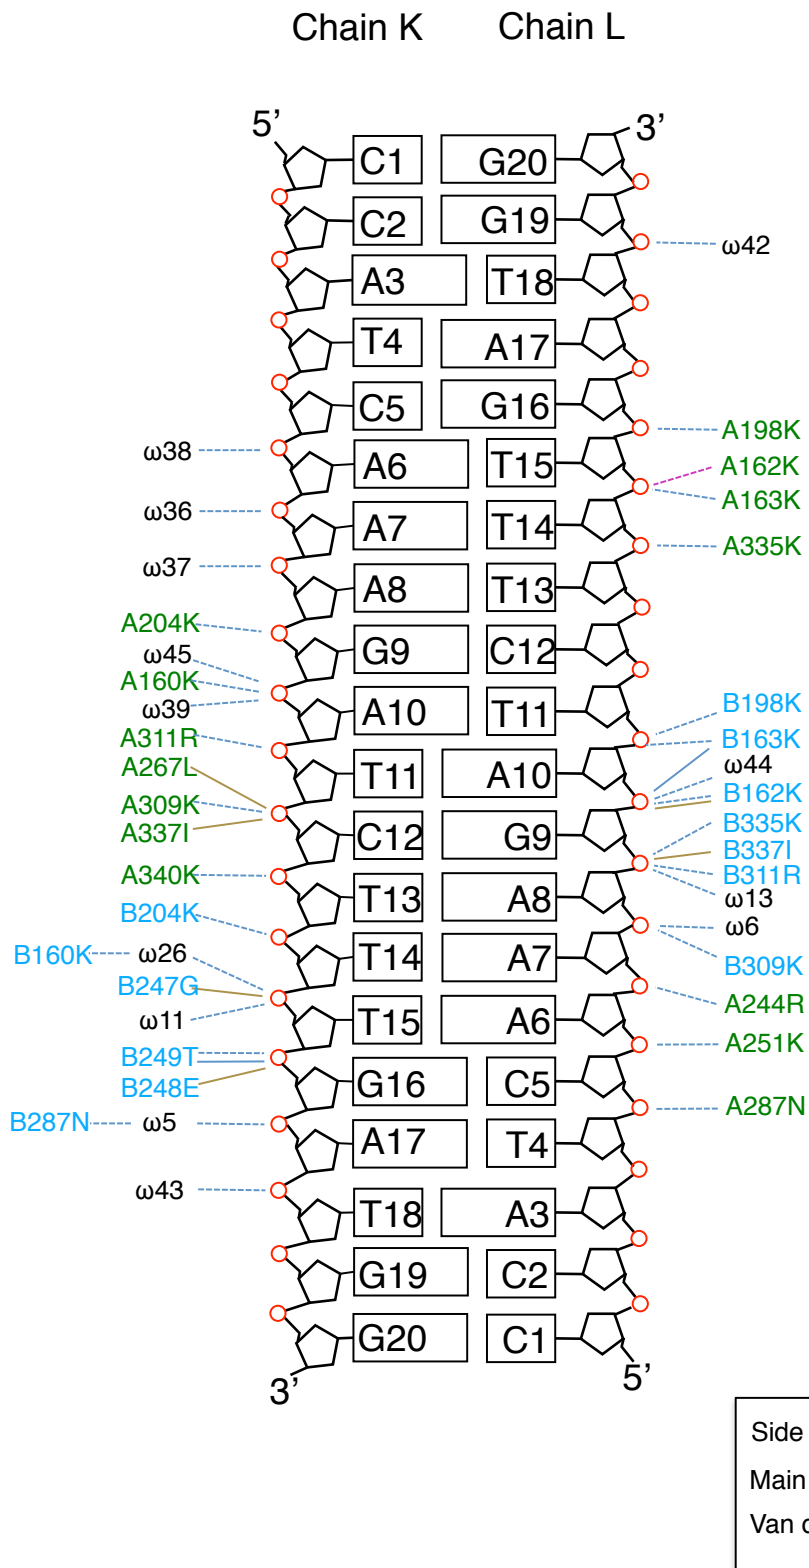 Chain K Chain L
5’ 3’
C1 G20
C2 G19
ω42
A3 T18
T4 A17
C5 G16
A198K
ω38
A6 T15
A162K
A163K
ω36
A7 T14
A335K
ω37
A8 T13
A204K
G9 C12
ω45
A160K
ω39
A10 T11
B198K
A311R
B163K
A267L
T11 A10
ω44
B162K
A309K
A337I
C12 G9
B335K
B337I
A340K
B311R
T13 A8
ω13
B204K
ω6
B160K ω26
T14 A7
B309K
B247G
A244R
ω11
T15 A6
A251K
B249T
B248E
G16 C5
A287N
B287N ω5
A17 T4
ω43
T18 A3
G19 C2
G20 C1
3’ 5’
Side
Main
Van